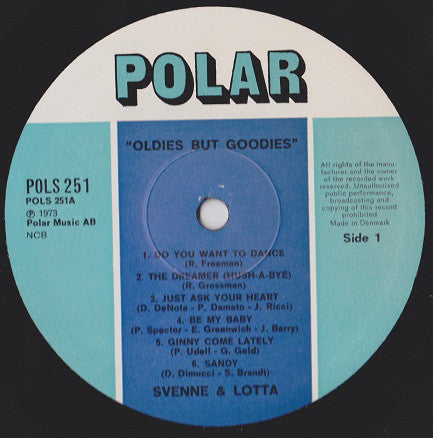 POLAR
"OLDIES BUT GOODIES"
POLS 251
POLS 251A
℗ 1973
Polar Music AB
NCB
All rights of the manu-
facturer and the owner
of the recorded work
reserved. Unauthorised
public performance,
broadcasting and
copying of this record
prohibited
Made in Denmark
Side 1
1. DO YOU WANT TO DANCE
(R. Freeman)
2. THE DREAMER (HUSH-A-BYE)
(R. Grossman)
3. JUST ASK YOUR HEART
(D. DeNota - P. Damato - J. Ricci)
4. BE MY BABY
(P. Spector - E. Greenwich - J. Barry)
5. GINNY COME LATELY
(P. Udell - G. Geld)
6. SANDY
(D. Dimucci - S. Brandt)
SVENNE & LOTTA